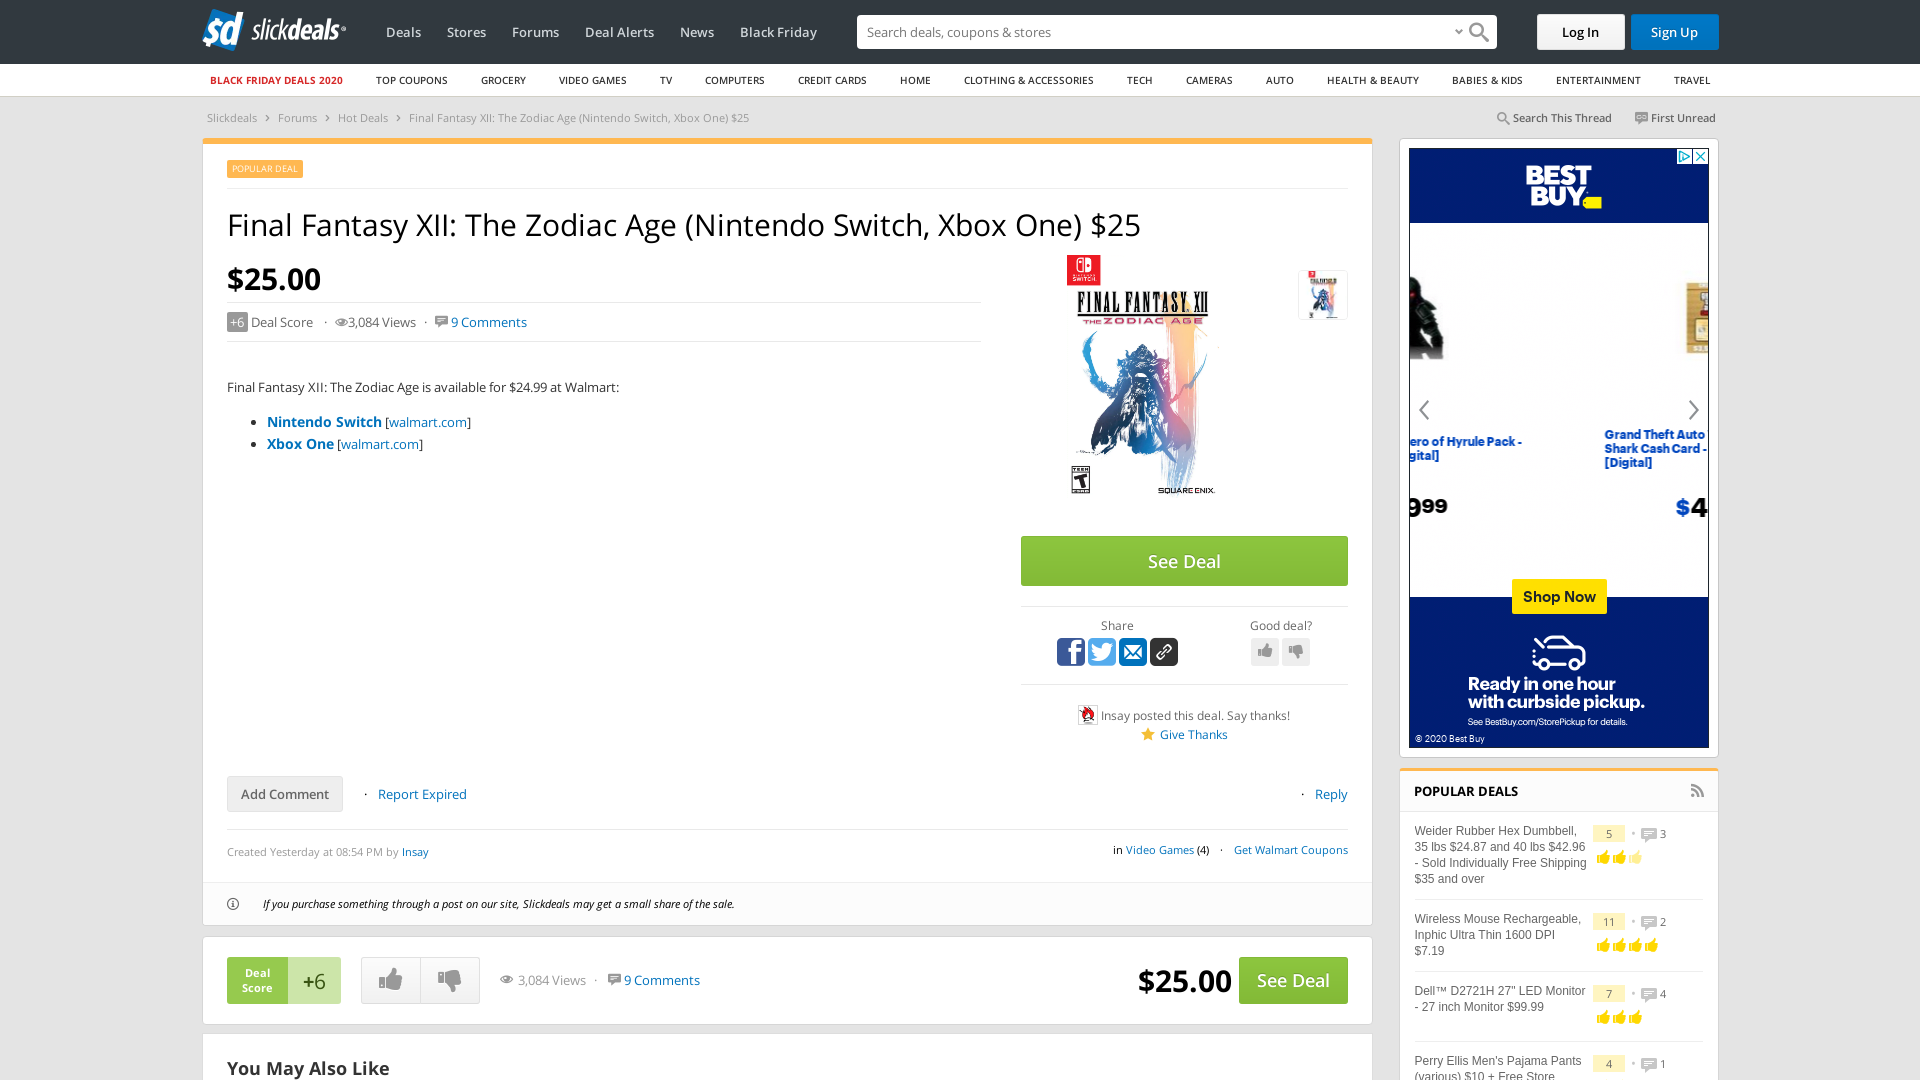 slickdeals
Deals
Stores
Forums
Deal Alerts
News
Black Friday
Search deals, coupons & stores
Log In
Sign Up
BLACK FRIDAY DEALS 2020
TOP COUPONS
GROCERY
VIDEO GAMES
TV
COMPUTERS
CREDIT CARDS
HOME
CLOTHING & ACCESSORIES
TECH
CAMERAS
AUTO
HEALTH & BEAUTY
BABIES & KIDS
ENTERTAINMENT
TRAVEL
Slickdeals › Forums › Hot Deals › Final Fantasy XII: The Zodiac Age (Nintendo Switch, Xbox One) $25
Search This Thread
First Unread
POPULAR DEAL
Final Fantasy XII: The Zodiac Age (Nintendo Switch, Xbox One) $25
$25.00
+6 Deal Score · 3,084 Views · 9 Comments
Final Fantasy XII: The Zodiac Age is available for $24.99 at Walmart:
Nintendo Switch [walmart.com]
Xbox One [walmart.com]
NINTENDO
SWITCH
FINAL FANTASY XII
THE ZODIAC AGE
TEEN
T
SQUARE ENIX.
See Deal
Share
Good deal?
Insay posted this deal. Say thanks!
Give Thanks
Add Comment
· Report Expired
· Reply
Created Yesterday at 08:54 PM by Insay
in Video Games (4) · Get Walmart Coupons
If you purchase something through a post on our site, Slickdeals may get a small share of the sale.
Deal
Score
+6
3,084 Views · 9 Comments
$25.00
See Deal
You May Also Like
BEST
BUY
ero of Hyrule Pack -
gital]
999
Grand Theft Auto
Shark Cash Card -
[Digital]
$4
Shop Now
Ready in one hour
with curbside pickup.
See BestBuy.com/StorePickup for details.
© 2020 Best Buy
POPULAR DEALS
Weider Rubber Hex Dumbbell,
35 lbs $24.87 and 40 lbs $42.96
- Sold Individually Free Shipping
$35 and over
5 • 3
Wireless Mouse Rechargeable,
Inphic Ultra Thin 1600 DPI
$7.19
11 • 2
Dell™ D2721H 27” LED Monitor
- 27 inch Monitor $99.99
7 • 4
Perry Ellis Men's Pajama Pants
(various) $10 + Free Store
4 • 1